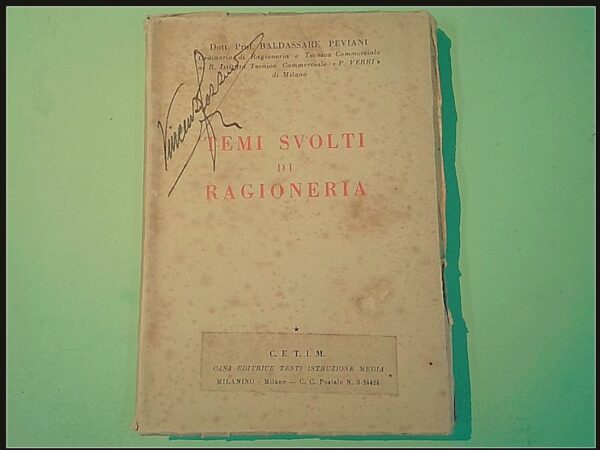 Dott. Prof. BALDASSARE PEVIANI
Ordinario di Ragioneria e Tecnica Commerciale
R. Istituto Tecnico Commerciale « P. VERRI »
di Milano
TEMI SVOLTI
DI
RAGIONERIA
C. E T. I. M.
CASA EDITRICE TESTI ISTRUZIONE MEDIA
MILANINO - Milano — C. C. Postale N. 3-24424